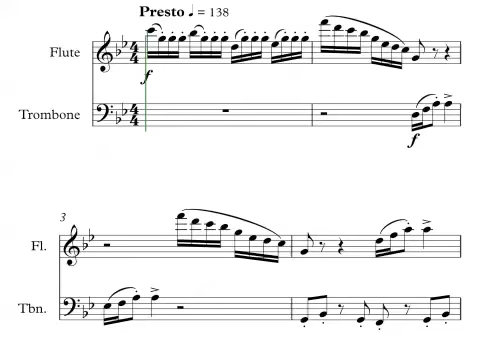 Presto ♩ = 138
Flute
f
Trombone
f
3
Fl.
Tbn.